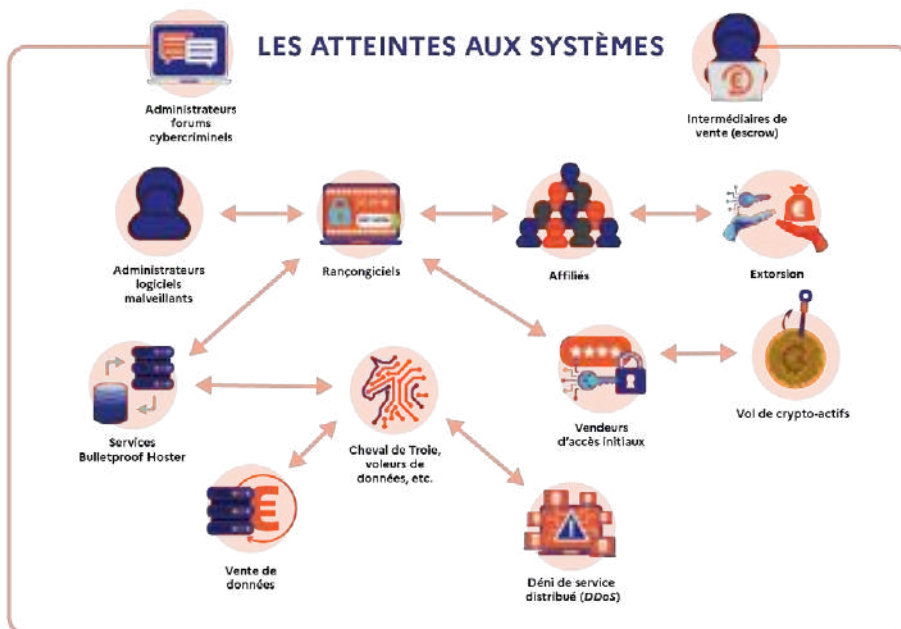 LES ATTEINTES AUX SYSTÈMES
Administrateurs
forums
cybercriminels
Intermédiaires de
vente (escrow)
Administrateurs
logiciels
malveillants
Rançongiciels
Affiliés
Extorsion
Services
Bulletproof Hoster
Cheval de Troie,
voleurs de
données, etc.
Vendeurs
d'accès initiaux
Vol de crypto-actifs
Vente de
données
Déni de service
distribué (DDoS)